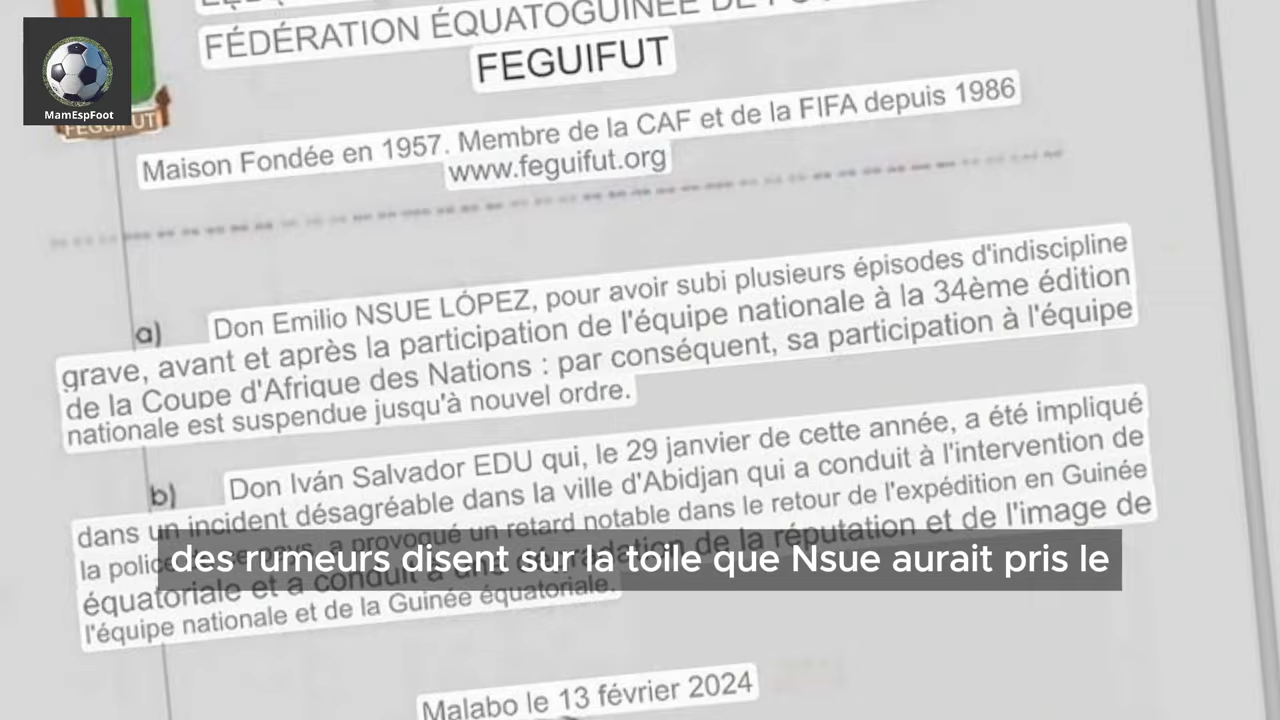 MamEspFoot
FEGUIFUT
FÉDÉRATION ÉQUATOGUINÉE DE
FEGUIFUT
Maison Fondée en 1957. Membre de la CAF et de la FIFA depuis 1986
www.feguifut.org
a) Don Emilio NSUE LÓPEZ, pour avoir subi plusieurs épisodes d'indiscipline
grave, avant et après la participation de l'équipe nationale à la 34ème édition
de la Coupe d'Afrique des Nations : par conséquent, sa participation à l'équipe
nationale est suspendue jusqu'à nouvel ordre.
b) Don Iván Salvador EDU qui, le 29 janvier de cette année, a été impliqué
dans un incident désagréable dans la ville d'Abidjan qui a conduit à l'intervention de
la police pays, a provoqué un retard notable dans le retour de l'expédition en Guinée
équatoriale et a conduit à une dégradation de la réputation et de l'image de
l'équipe nationale et de la Guinée équatoriale.
des rumeurs disent sur la toile que Nsue aurait pris le
Malabo le 13 février 2024